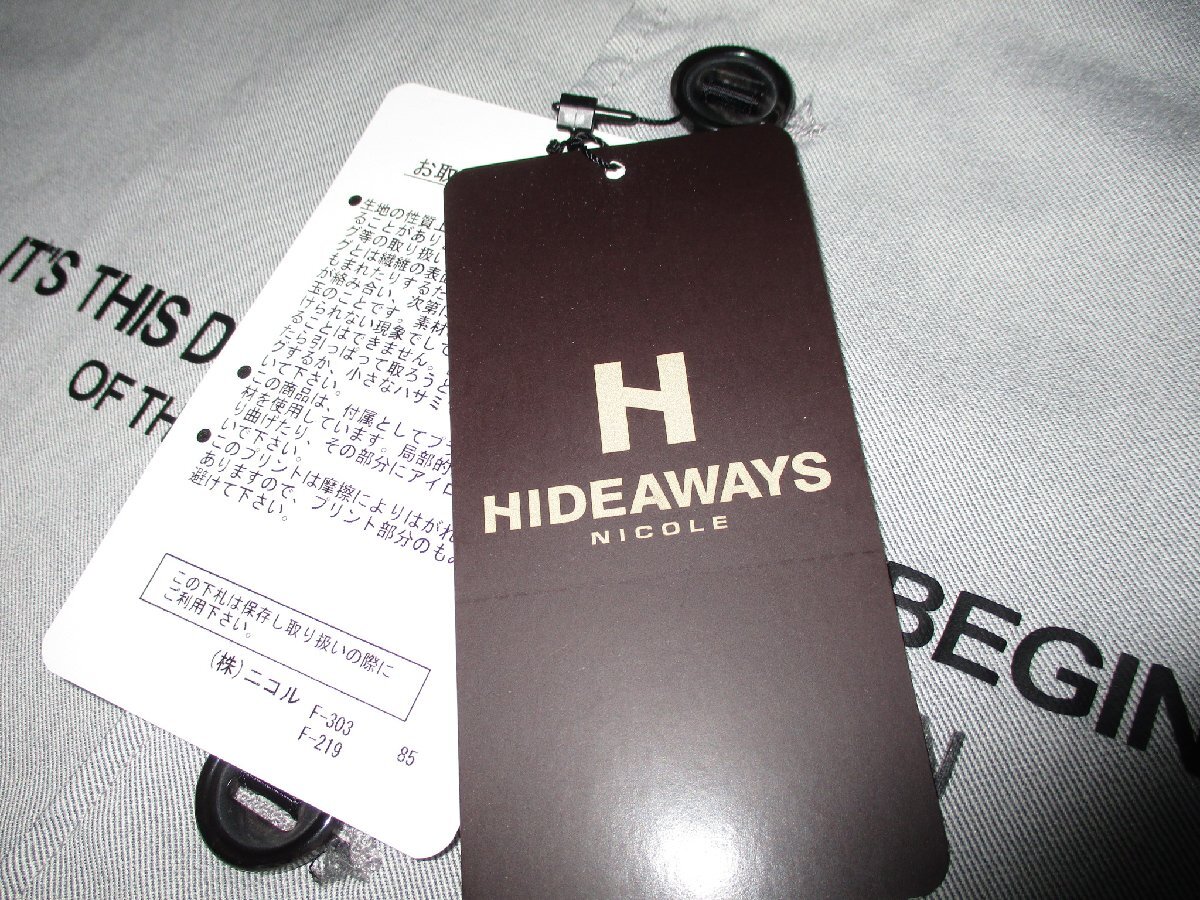 IT'S THIS D
OF TH
お取
●生地の性質上
ることがあり
グ等の取り扱い
グとは繊維の表面
もまれたりするた
が絡み合い、次第に
玉のことです。素材
けられない現象でして
ることはできません。
たら引っぱって取ろうと
グするか、小さなハサミ
いて下さい。
●この商品は、付属としてプラ
材を使用しています。局部的
り曲げたり、その部分にアイロ
いで下さい。
●このプリントは摩擦によりはがれ
ありますので、プリント部分のもみ
避けて下さい。
この下札は保存し取り扱いの際に
ご利用下さい。
(株)ニコル
F-303
F-219 85
H
HIDEAWAYS
NICOLE
BEGIN